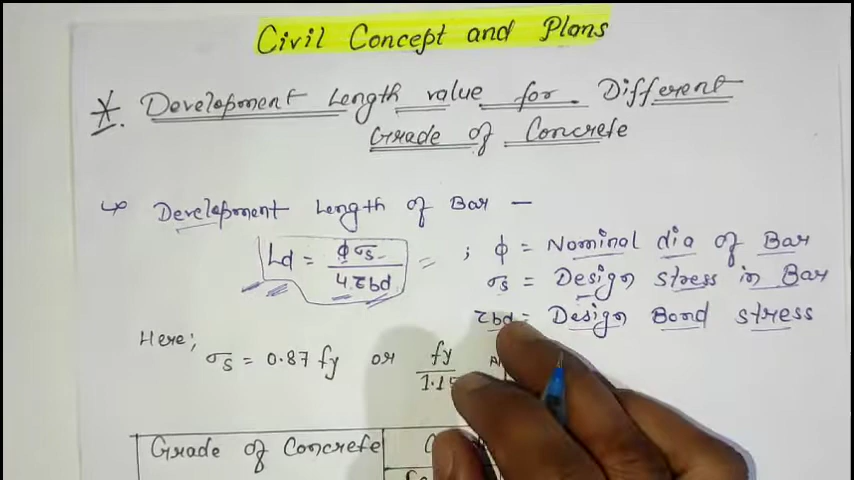 Civil Concept and Plans
*. Development Length value for Different
Grade of Concrete
↳ Development Length of Bar —
Ld = ϕσs / 4.τbd = ; ϕ = Nominal dia of Bar
σs = Design stress in Bar
τbd = Design Bond stress
Here;
σs = 0.87 fy or fy / 1.15
Grade of Concrete